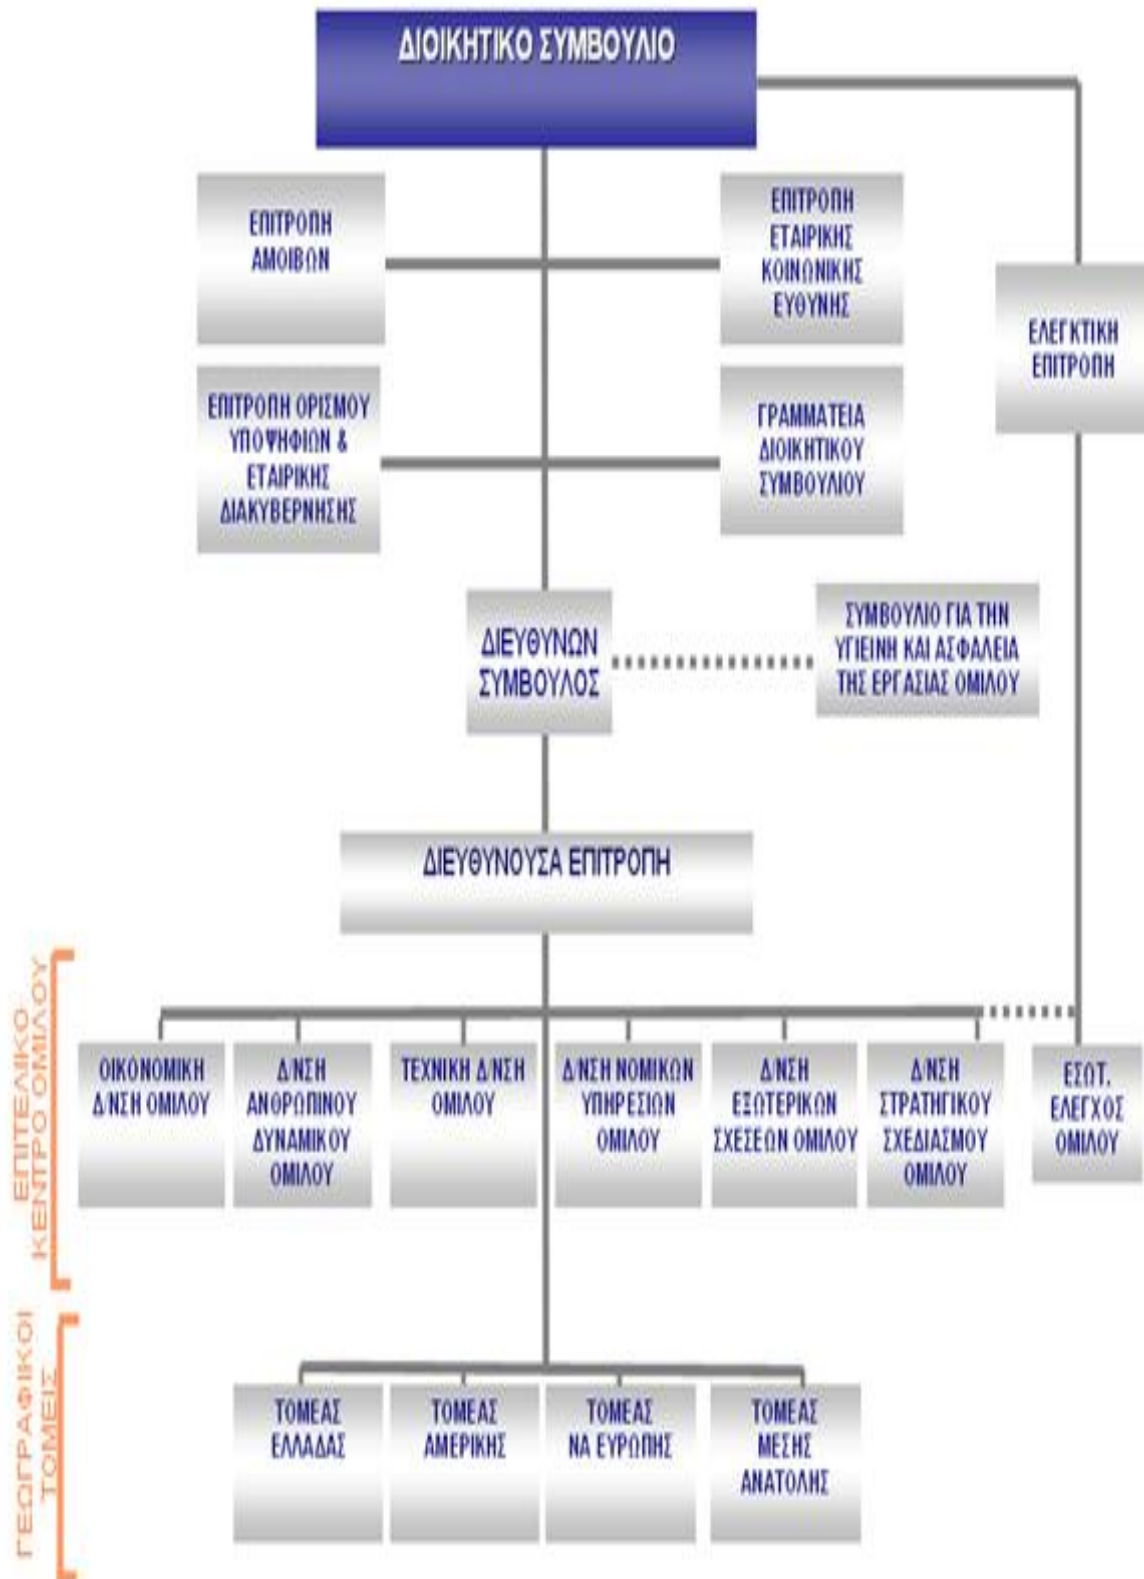 ΔΙΟΙΚΗΤΙΚΟ ΣΥΜΒΟΥΛΙΟ
ΕΠΙΤΡΟΠΗ
ΑΜΟΙΒΩΝ
ΕΠΙΤΡΟΠΗ
ΕΤΑΙΡΙΚΗΣ
ΚΟΙΝΩΝΙΚΗΣ
ΕΥΘΥΝΗΣ
ΕΛΕΓΚΤΙΚΗ
ΕΠΙΤΡΟΠΗ
ΕΠΙΤΡΟΠΗ ΟΡΙΣΜΟΥ
ΥΠΟΨΗΦΙΩΝ &
ΕΤΑΙΡΙΚΗΣ
ΔΙΑΚΥΒΕΡΝΗΣΗΣ
ΓΡΑΜΜΑΤΕΙΑ
ΔΙΟΙΚΗΤΙΚΟΥ
ΣΥΜΒΟΥΛΙΟΥ
ΔΙΕΥΘΥΝΩΝ
ΣΥΜΒΟΥΛΟΣ
ΣΥΜΒΟΥΛΙΟ ΓΙΑ ΤΗΝ
ΥΓΙΕΙΝΗ ΚΑΙ ΑΣΦΑΛΕΙΑ
ΤΗΣ ΕΡΓΑΣΙΑΣ ΟΜΙΛΟΥ
ΔΙΕΥΘΥΝΟΥΣΑ ΕΠΙΤΡΟΠΗ
ΕΠΙΤΕΛΙΚΟ
ΚΕΝΤΡΟ ΟΜΙΛΟΥ
ΟΙΚΟΝΟΜΙΚΗ
Δ/ΝΣΗ ΟΜΙΛΟΥ
Δ/ΝΣΗ
ΑΝΘΡΩΠΙΝΟΥ
ΔΥΝΑΜΙΚΟΥ
ΟΜΙΛΟΥ
ΤΕΧΝΙΚΗ Δ/ΝΣΗ
ΟΜΙΛΟΥ
Δ/ΝΣΗ ΝΟΜΙΚΩΝ
ΥΠΗΡΕΣΙΩΝ
ΟΜΙΛΟΥ
Δ/ΝΣΗ
ΕΞΩΤΕΡΙΚΩΝ
ΣΧΕΣΕΩΝ ΟΜΙΛΟΥ
Δ/ΝΣΗ
ΣΤΡΑΤΗΓΙΚΟΥ
ΣΧΕΔΙΑΣΜΟΥ
ΟΜΙΛΟΥ
ΕΣΩΤ.
ΕΛΕΓΧΟΣ
ΟΜΙΛΟΥ
ΓΕΩΓΡΑΦΙΚΟΙ
ΤΟΜΕΙΣ
ΤΟΜΕΑΣ
ΕΛΛΑΔΑΣ
ΤΟΜΕΑΣ
ΑΜΕΡΙΚΗΣ
ΤΟΜΕΑΣ
ΝΑ ΕΥΡΩΠΗΣ
ΤΟΜΕΑΣ
ΜΕΣΗΣ
ΑΝΑΤΟΛΗΣ